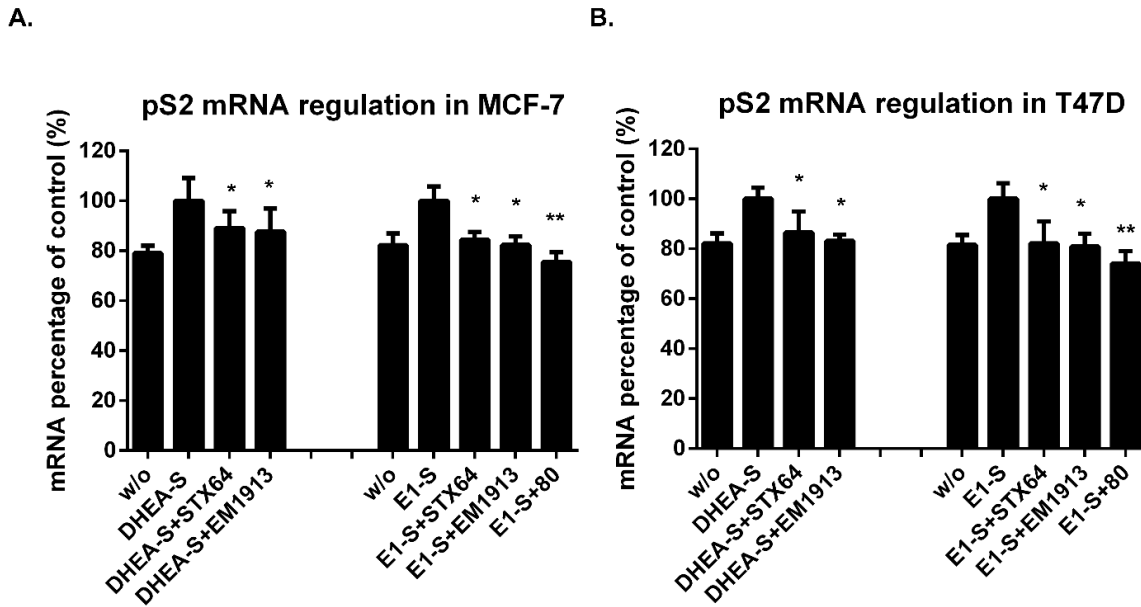 A.
pS2 mRNA regulation in MCF-7
mRNA percentage of control (%)
120
100
80
60
40
20
0
* * * * **
w/o
DHEA-S
DHEA-S+STX64
DHEA-S+EM1913
w/o
E1-S
E1-S+STX64
E1-S+EM1913
E1-S+80
B.
pS2 mRNA regulation in T47D
mRNA percentage of control (%)
120
100
80
60
40
20
0
* * * * **
w/o
DHEA-S
DHEA-S+STX64
DHEA-S+EM1913
w/o
E1-S
E1-S+STX64
E1-S+EM1913
E1-S+80